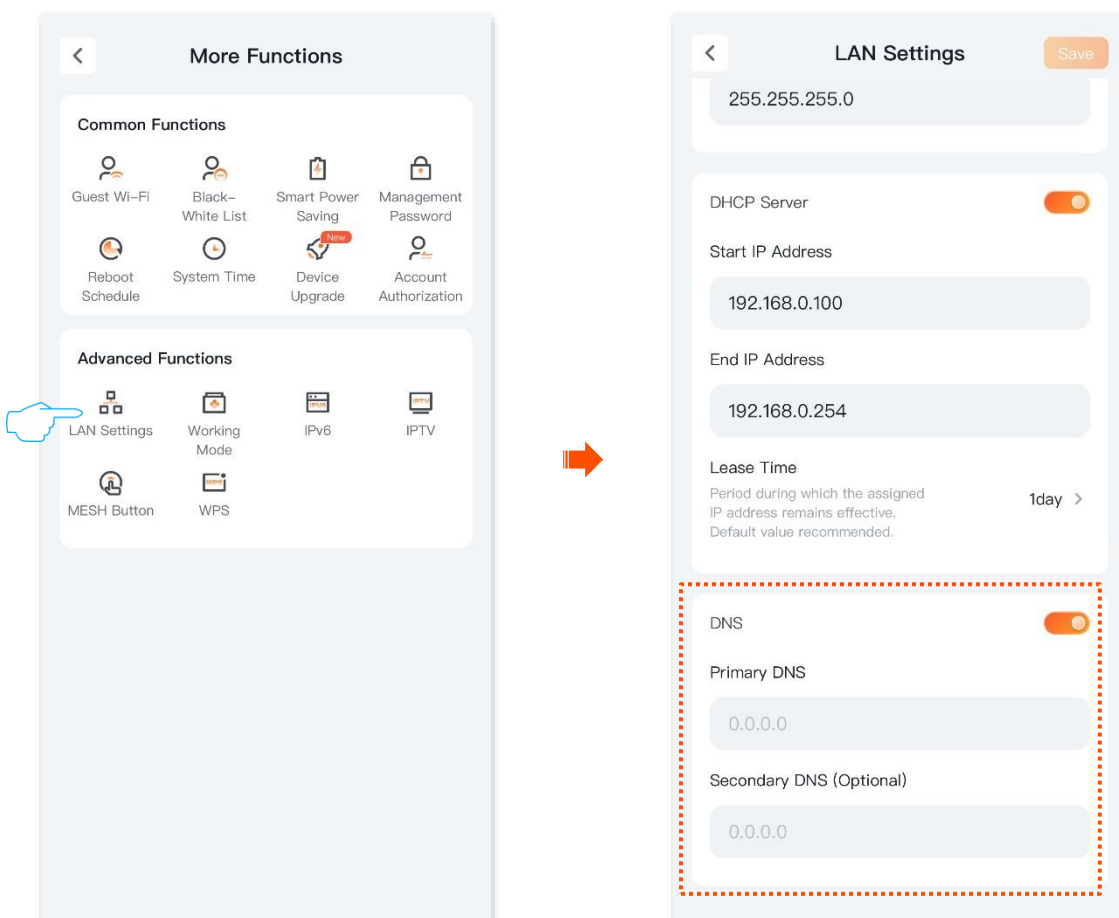 More Functions
Common Functions
Guest Wi-Fi
Black-
White List
Smart Power
Saving
Management
Password
Reboot
Schedule
System Time
New
Device
Upgrade
Account
Authorization
Advanced Functions
LAN Settings
Working
Mode
IPV6
IPv6
IPTV
IPTV
MESH Button
WPS
WPS
LAN Settings
Save
255.255.255.0
DHCP Server
Start IP Address
192.168.0.100
End IP Address
192.168.0.254
Lease Time
Period during which the assigned
IP address remains effective.
Default value recommended.
1day
DNS
Primary DNS
0.0.0.0
Secondary DNS (Optional)
0.0.0.0